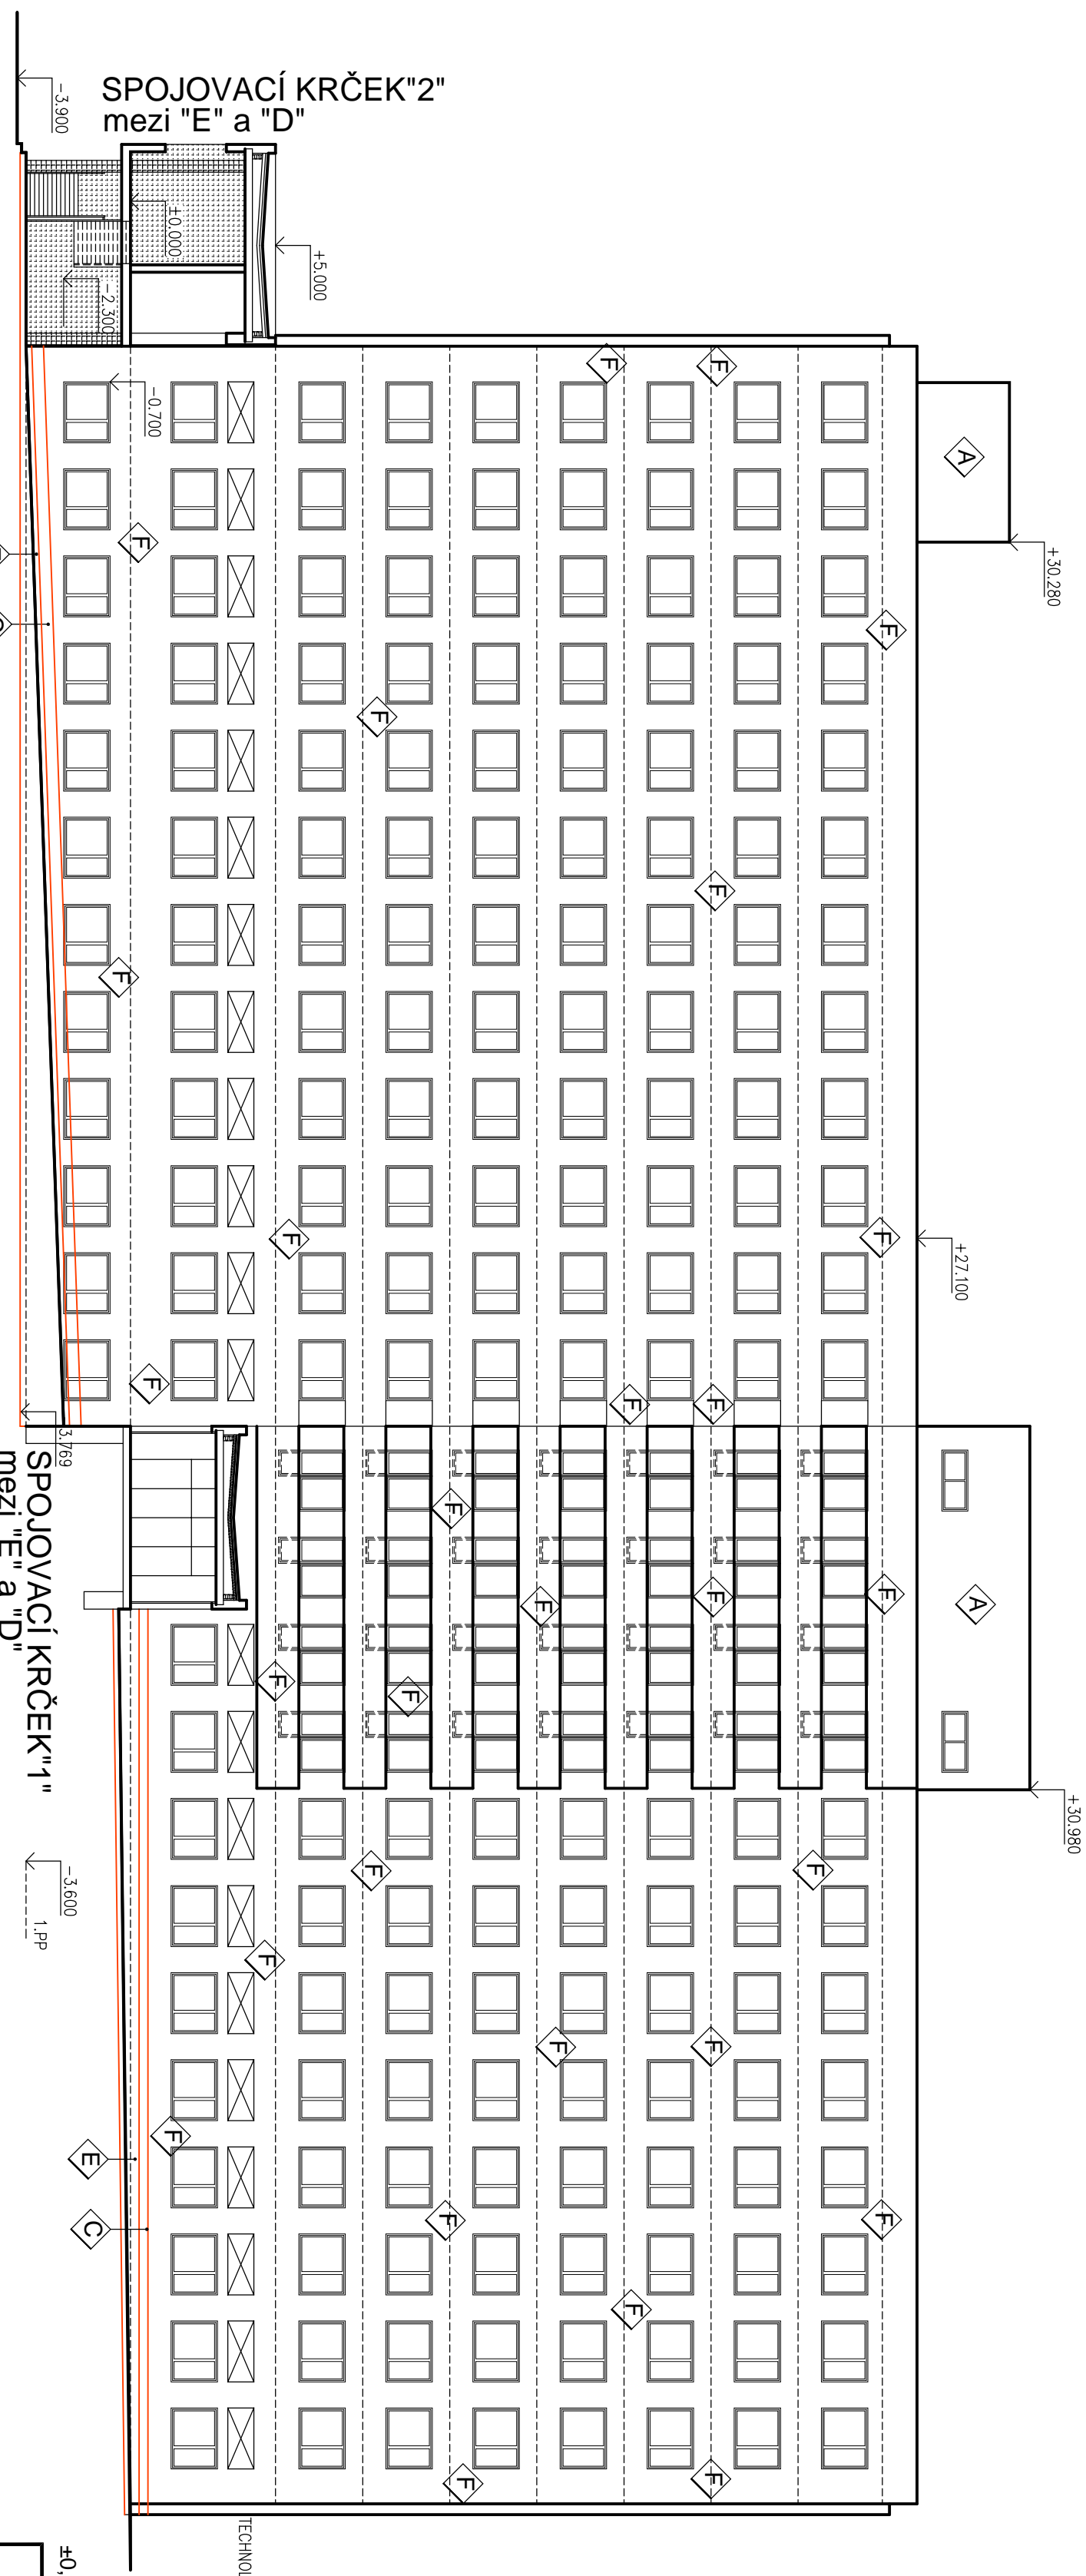 SPOJOVACÍ KRČEK"2"
mezi "E" a "D"
-3.900
±0.000
-2.300
+5.000
-0.700
+30.280
A
F
F
F
F
F
F
F
F
F
F
+27.100
F
F
3.769
SPOJOVACÍ KRČEK"1"
mezi "E" a "D"
-3.600
1.PP
A
+30.980
F
F
F
F
F
F
F
F
F
F
F
F
F
E
C
F
F
F
F
F